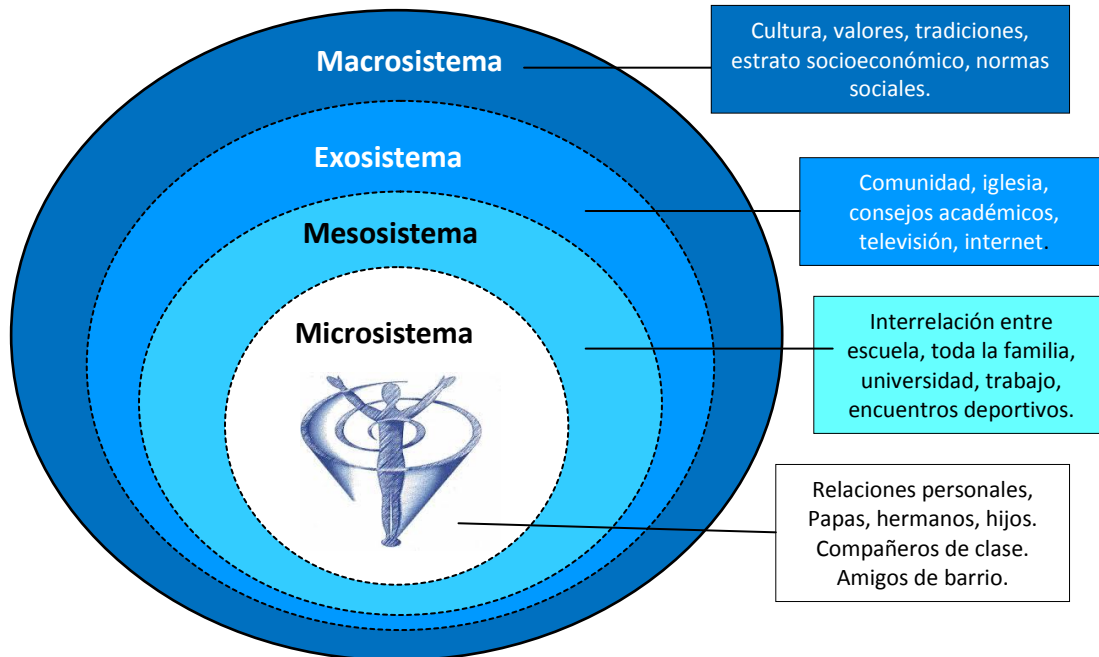 Macrosistema
Cultura, valores, tradiciones,
estrato socioeconómico, normas
sociales.
Exosistema
Comunidad, iglesia,
consejos académicos,
televisión, internet.
Mesosistema
Interrelación entre
escuela, toda la familia,
universidad, trabajo,
encuentros deportivos.
Microsistema
Relaciones personales,
Papas, hermanos, hijos.
Compañeros de clase.
Amigos de barrio.